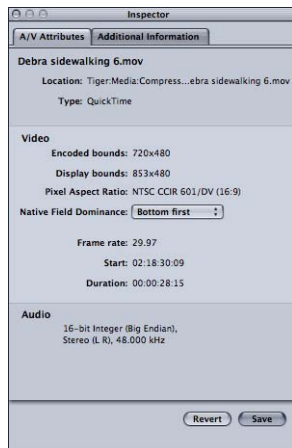 Inspector
A/V Attributes Additional Information
Debra sidewalking 6.mov
Location: Tiger:Media:Compress...ebra sidewalking 6.mov
Type: QuickTime
Video
Encoded bounds: 720x480
Display bounds: 853x480
Pixel Aspect Ratio: NTSC CCIR 601/DV (16:9)
Native Field Dominance: Bottom first
Frame rate: 29.97
Start: 02:18:30:09
Duration: 00:00:28:15
Audio
16-bit Integer (Big Endian),
Stereo (L R), 48.000 kHz
Revert Save